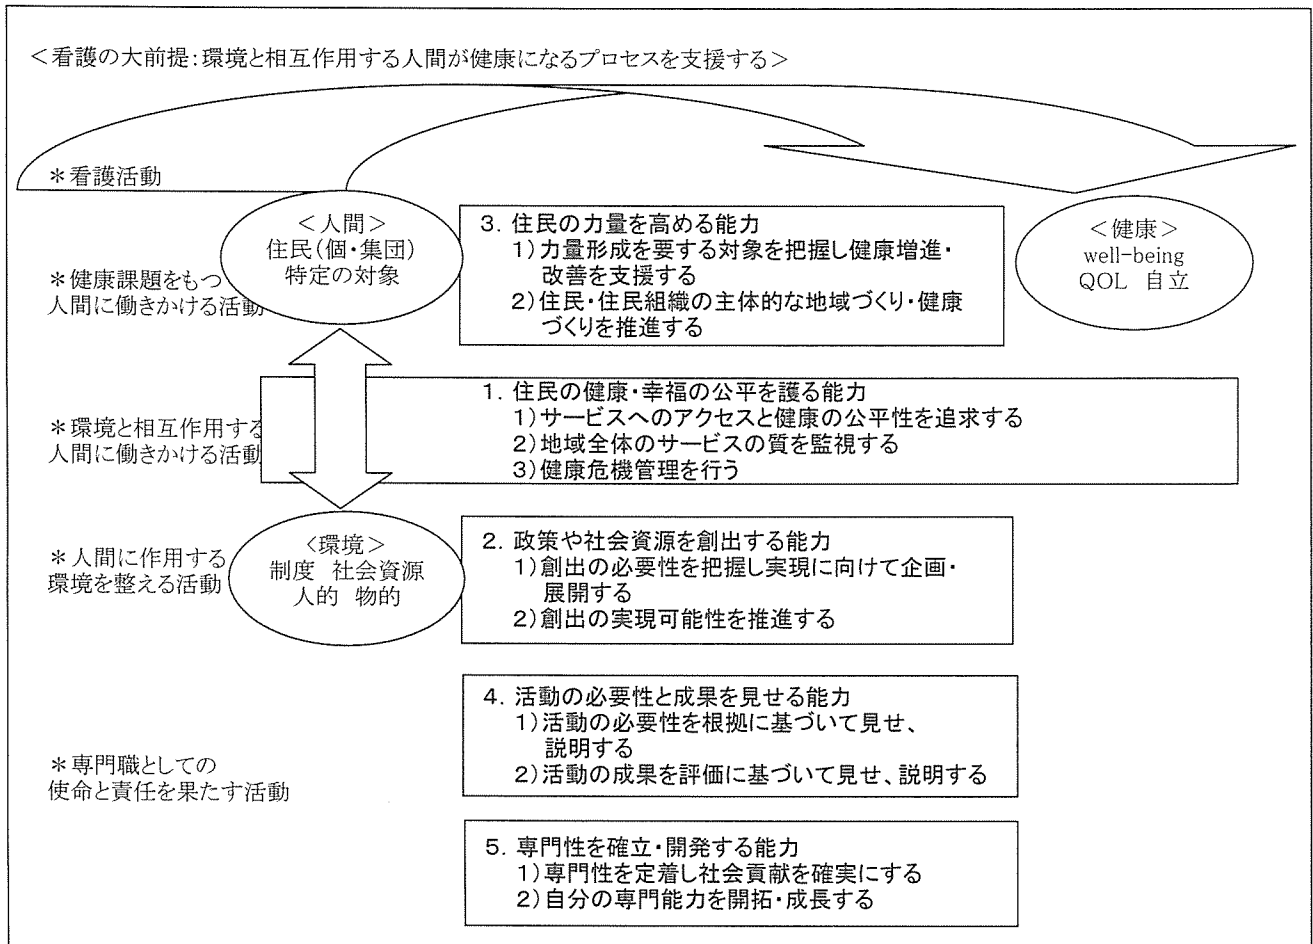 ＜看護の大前提：環境と相互作用する人間が健康になるプロセスを支援する＞
＊看護活動
＜人間＞
住民（個・集団）
特定の対象
3．住民の力量を高める能力
1）力量形成を要する対象を把握し健康増進・
改善を支援する
2）住民・住民組織の主体的な地域づくり・健康
づくりを推進する
＜健康＞
well-being
QOL 自立
＊健康課題をもつ
人間に働きかける活動
＊環境と相互作用する
人間に働きかける活動
1．住民の健康・幸福の公平を護る能力
1）サービスへのアクセスと健康の公平性を追求する
2）地域全体のサービスの質を監視する
3）健康危機管理を行う
＊人間に作用する
環境を整える活動
＜環境＞
制度 社会資源
人的 物的
2．政策や社会資源を創出する能力
1）創出の必要性を把握し実現に向けて企画・
展開する
2）創出の実現可能性を推進する
＊専門職としての
使命と責任を果たす活動
4．活動の必要性と成果を見せる能力
1）活動の必要性を根拠に基づいて見せ、
説明する
2）活動の成果を評価に基づいて見せ、説明する
5．専門性を確立・開発する能力
1）専門性を定着し社会貢献を確実にする
2）自分の専門能力を開拓・成長する